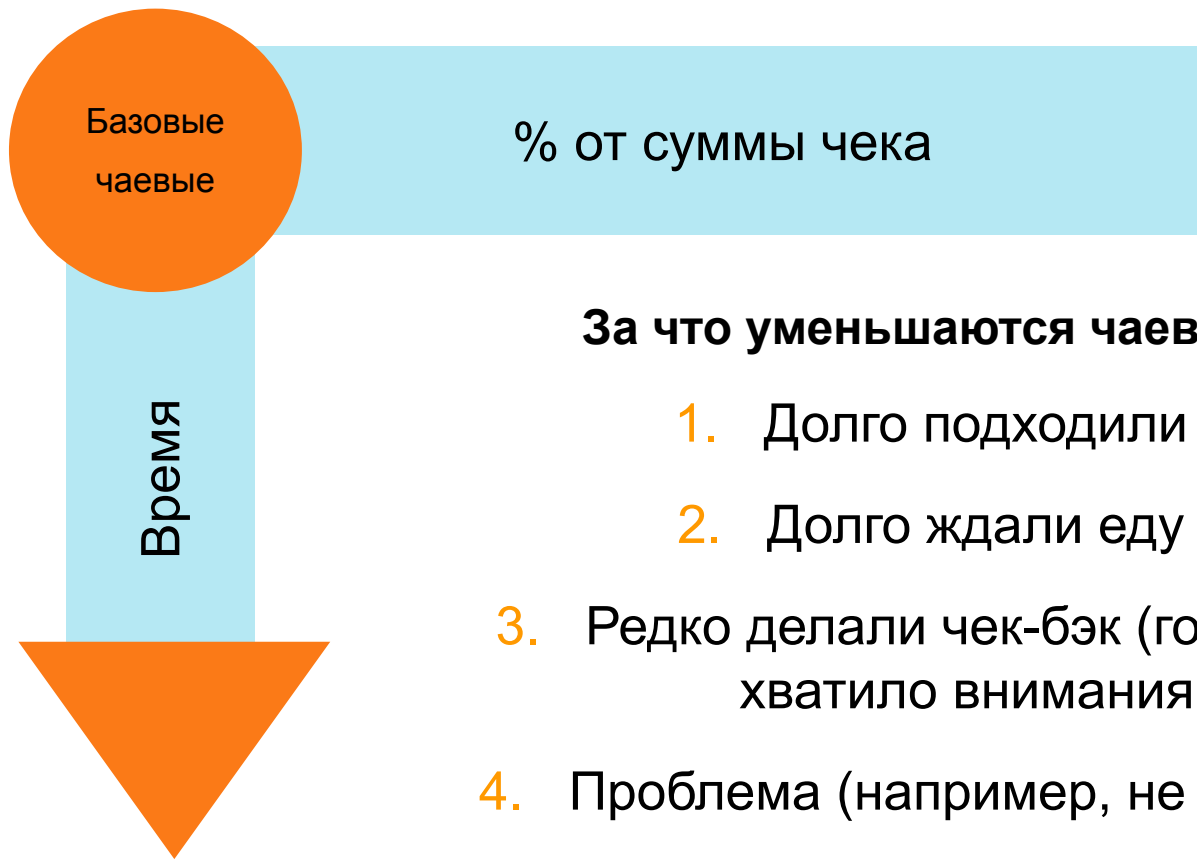 Базовые
чаевые
% от суммы чека
За что уменьшаются
1. Долго подходили
2. Долго ждали еду
3. Редко делали чек-бэк
хватило внимания
4. Проблема (например, не
Время